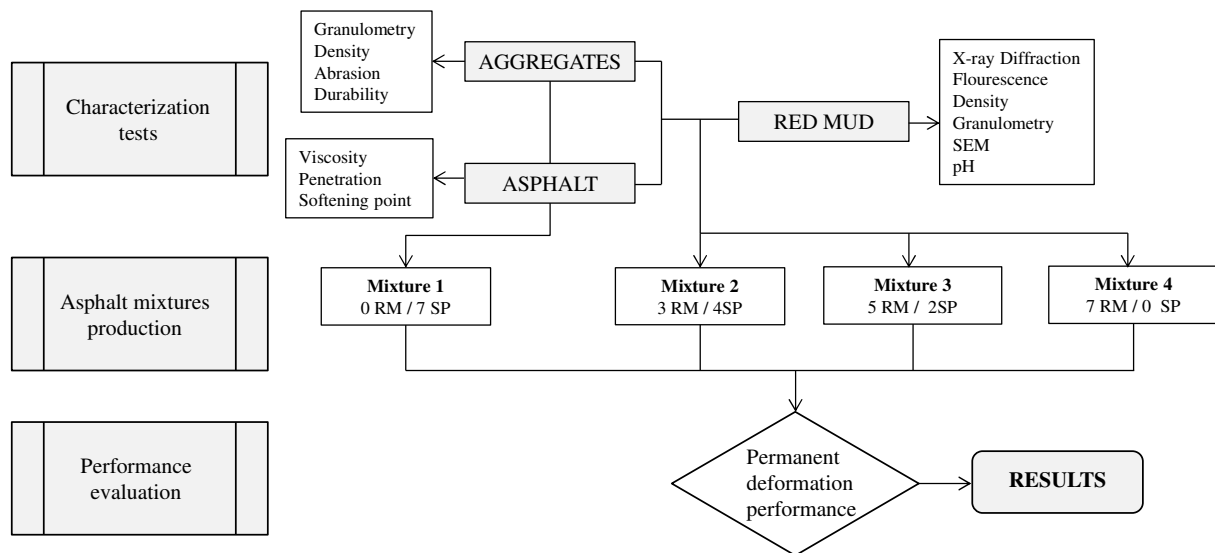 Characterization
tests
Granulometry
Density
Abrasion
Durability
AGGREGATES
Viscosity
Penetration
Softening point
ASPHALT
RED MUD
X-ray Diffraction
Flourescence
Density
Granulometry
SEM
pH
Asphalt mixtures
production
Mixture 1
0 RM / 7 SP
Mixture 2
3 RM / 4SP
Mixture 3
5 RM / 2SP
Mixture 4
7 RM / 0 SP
Performance
evaluation
Permanent
deformation
performance
RESULTS